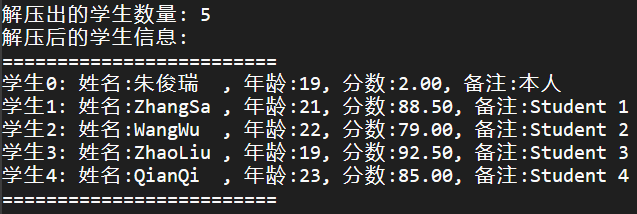 解压出的学生数量: 5
解压后的学生信息:
=========================
学生0: 姓名:朱俊瑞  , 年龄:19, 分数:2.00, 备注:本人
学生1: 姓名:ZhangSa , 年龄:21, 分数:88.50, 备注:Student 1
学生2: 姓名:WangWu  , 年龄:22, 分数:79.00, 备注:Student 2
学生3: 姓名:ZhaoLiu , 年龄:19, 分数:92.50, 备注:Student 3
学生4: 姓名:QianQi  , 年龄:23, 分数:85.00, 备注:Student 4
=========================